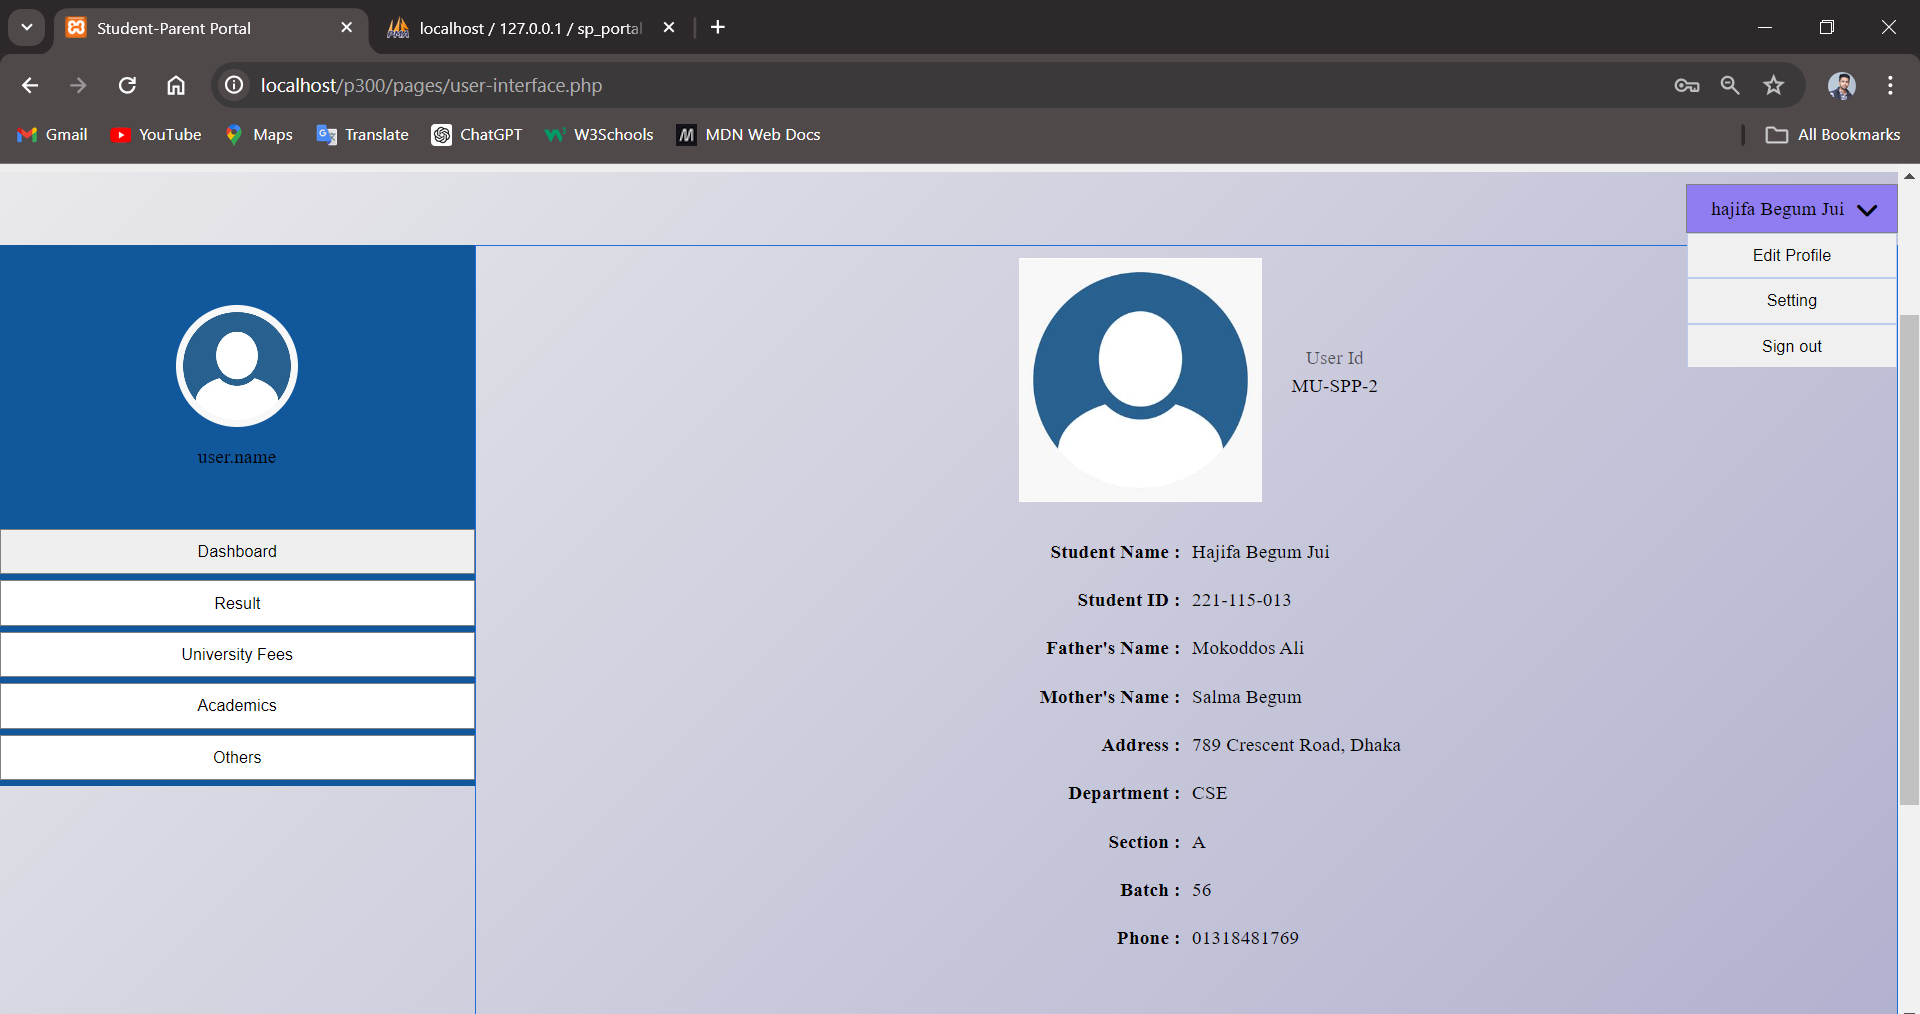 Student-Parent Portal
localhost / 127.0.0.1 / sp_portal
localhost/p300/pages/user-interface.php
Gmail YouTube Maps Translate ChatGPT W3Schools MDN Web Docs All Bookmarks
hajifa Begum Jui
Edit Profile
Setting
Sign out
user.name
Dashboard
Result
University Fees
Academics
Others
User Id
MU-SPP-2
Student Name : Hajifa Begum Jui
Student ID : 221-115-013
Father's Name : Mokoddos Ali
Mother's Name : Salma Begum
Address : 789 Crescent Road, Dhaka
Department : CSE
Section : A
Batch : 56
Phone : 01318481769